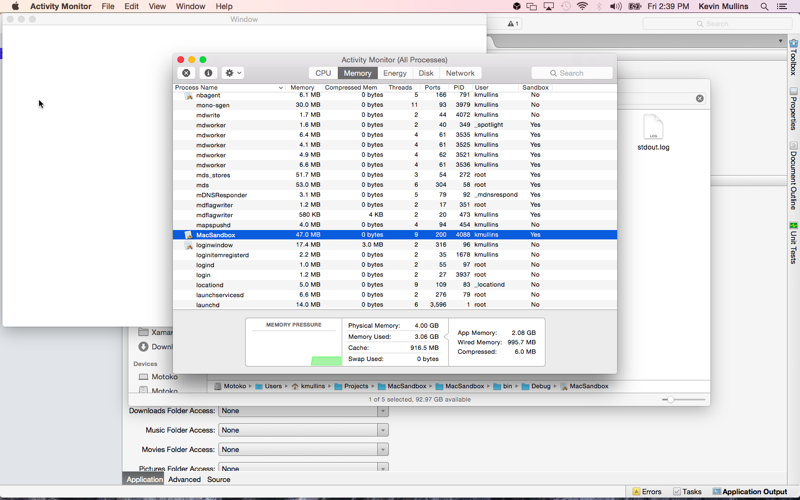 Activity Monitor File Edit View Window Help Fri 2:39 PM Kevin Mullins
Window
1
Search
Activity Monitor (All Processes)
CPU Memory Energy Disk Network Search
Process Name Memory Compressed Mem Threads Ports PID User Sandbox
nbagent 6.1 MB 0 bytes 5 166 791 kmullins No
mono-sgen 30.0 MB 0 bytes 11 93 3979 kmullins No
mdwrite 1.7 MB 0 bytes 2 44 4072 kmullins No
mdworker 1.6 MB 0 bytes 2 40 349 _spotlight Yes
mdworker 6.4 MB 0 bytes 4 61 3535 kmullins Yes
mdworker 4.1 MB 0 bytes 4 61 3525 kmullins Yes
mdworker 4.9 MB 0 bytes 4 62 3521 kmullins Yes
mdworker 6.6 MB 0 bytes 4 61 3536 kmullins Yes
mds_stores 51.7 MB 0 bytes 3 54 272 root No
mds 53.0 MB 0 bytes 6 304 58 root No
mDNSResponder 3.1 MB 0 bytes 5 79 92 _mdnsrespond Yes
mdflagwriter 1.2 MB 0 bytes 2 17 351 root Yes
mdflagwriter 580 KB 4 KB 2 20 473 kmullins Yes
mapspushd 4.0 MB 0 bytes 4 94 454 kmullins No
MacSandbox 47.0 MB 0 bytes 9 200 4088 kmullins Yes
loginwindow 17.4 MB 3.0 MB 2 316 96 kmullins No
loginitemregisterd 2.2 MB 0 bytes 2 35 1678 kmullins No
logind 1.0 MB 0 bytes 2 55 97 root No
login 1.2 MB 0 bytes 2 27 3937 root No
locationd 5.0 MB 0 bytes 9 109 83 _locationd No
launchservicesd 6.6 MB 0 bytes 2 276 79 root No
launchd 14.0 MB 0 bytes 6 3,596 1 root No
MEMORY PRESSURE
Physical Memory: 4.00 GB
Memory Used: 3.06 GB
Cache: 916.5 MB
Swap Used: 0 bytes
App Memory: 2.08 GB
Wired Memory: 995.7 MB
Compressed: 6.0 MB
LOG
stdout.log
Toolbox
Properties
Document Outline
Unit Tests
Xamar
Downl
Devices
Motoko
Motoko
Motoko Users kmullins Projects MacSandbox MacSandbox bin Debug MacSandbox
1 of 5 selected, 92.97 GB available
Downloads Folder Access: None
Music Folder Access: None
Movies Folder Access: None
Pictures Folder Access: None
Application Advanced Source
Errors Tasks Application Output